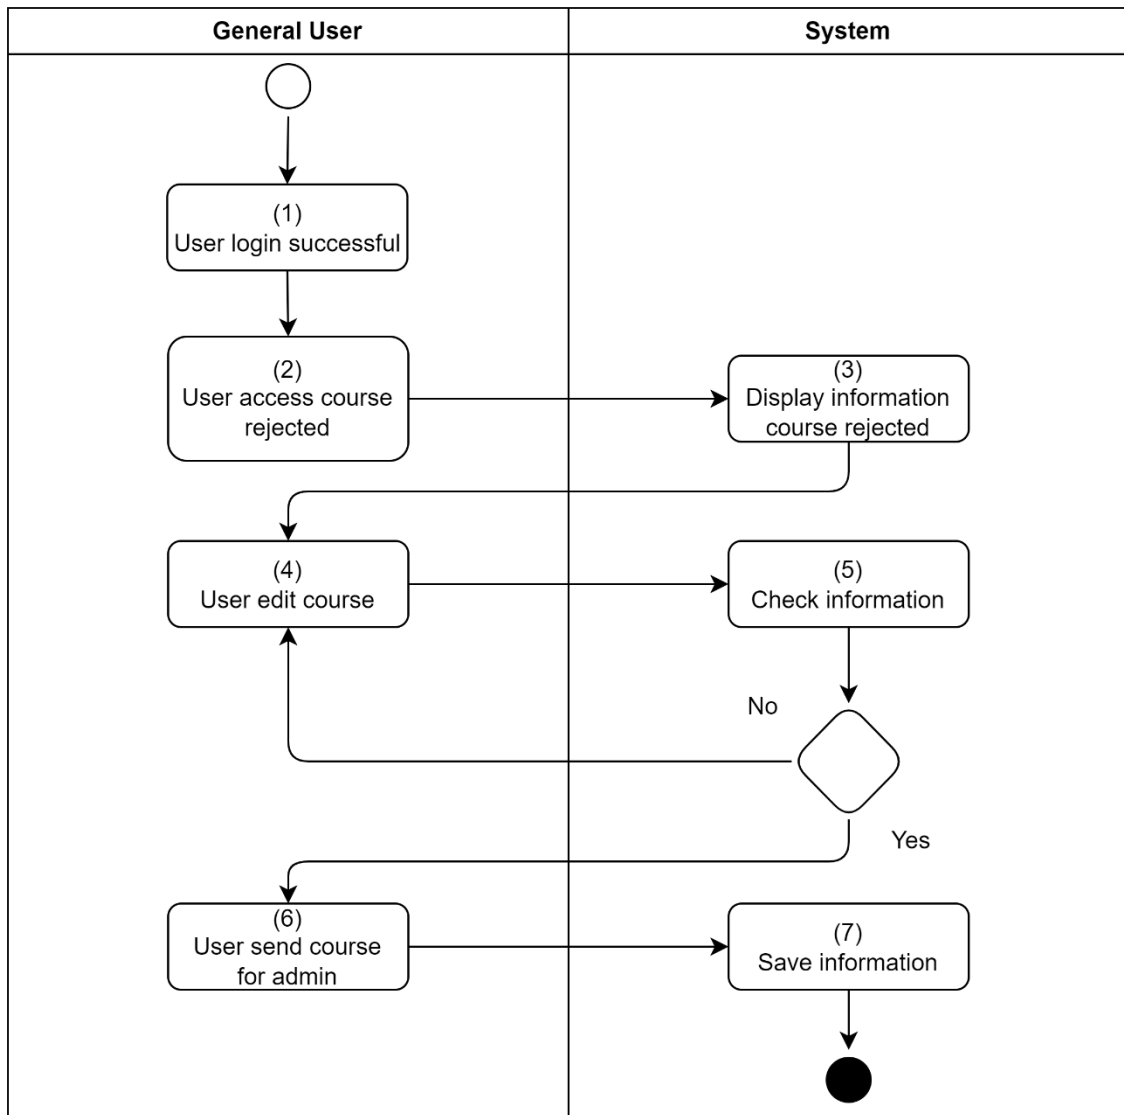 General User
System
(1)
User login successful
(2)
User access course
rejected
(3)
Display information
course rejected
(4)
User edit course
(5)
Check information
No
Yes
(6)
User send course
for admin
(7)
Save information